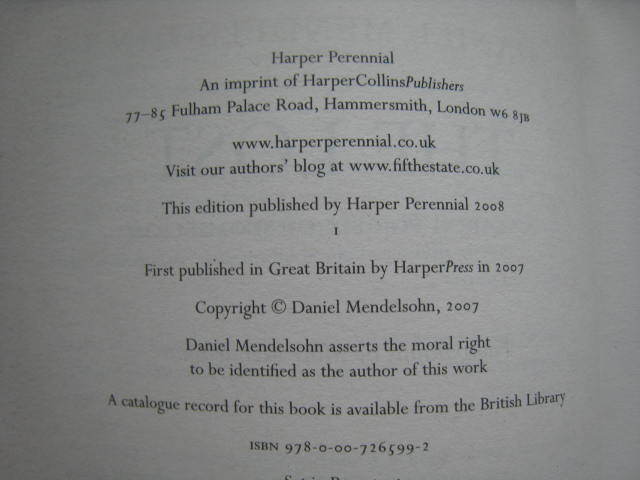 Harper Perennial
An imprint of HarperCollinsPublishers
77–85 Fulham Palace Road, Hammersmith, London W6 8JB
www.harperperennial.co.uk
Visit our authors' blog at www.fifthestate.co.uk
This edition published by Harper Perennial 2008
1
First published in Great Britain by HarperPress in 2007
Copyright © Daniel Mendelsohn, 2007
Daniel Mendelsohn asserts the moral right
to be identified as the author of this work
A catalogue record for this book is available from the British Library
ISBN 978-0-00-726599-2